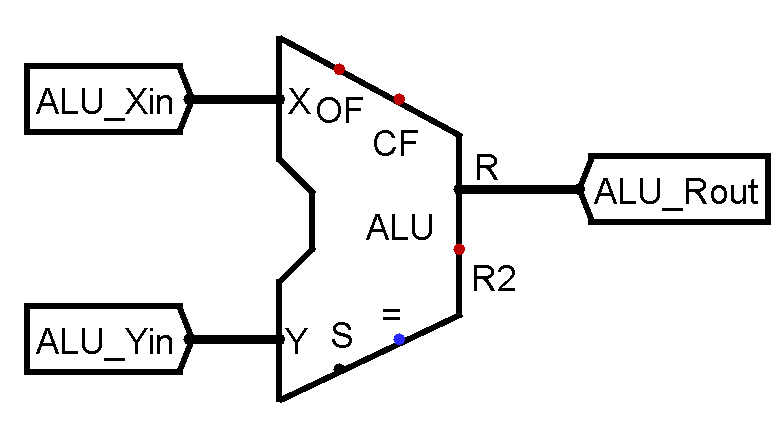 ALU_Xin
X
OF
CF
R
ALU_Rout
ALU
R2
=
S
ALU_Yin
Y